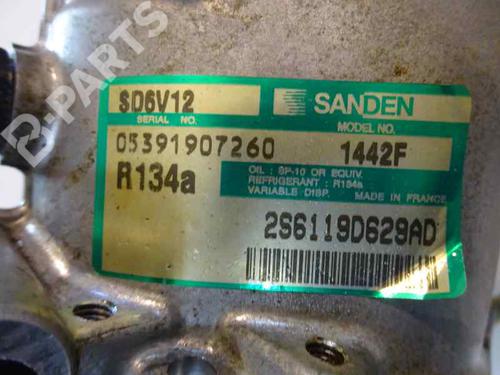 B-PARTS
SD6V12
SANDEN
SERIAL NO.
MODEL NO.
05391907260
1442F
R134a
OIL : SP-10 OR EQUIV.
REFRIGERANT : R134a
VARIABLE DISP. MADE IN FRANCE
2S6119D629AD